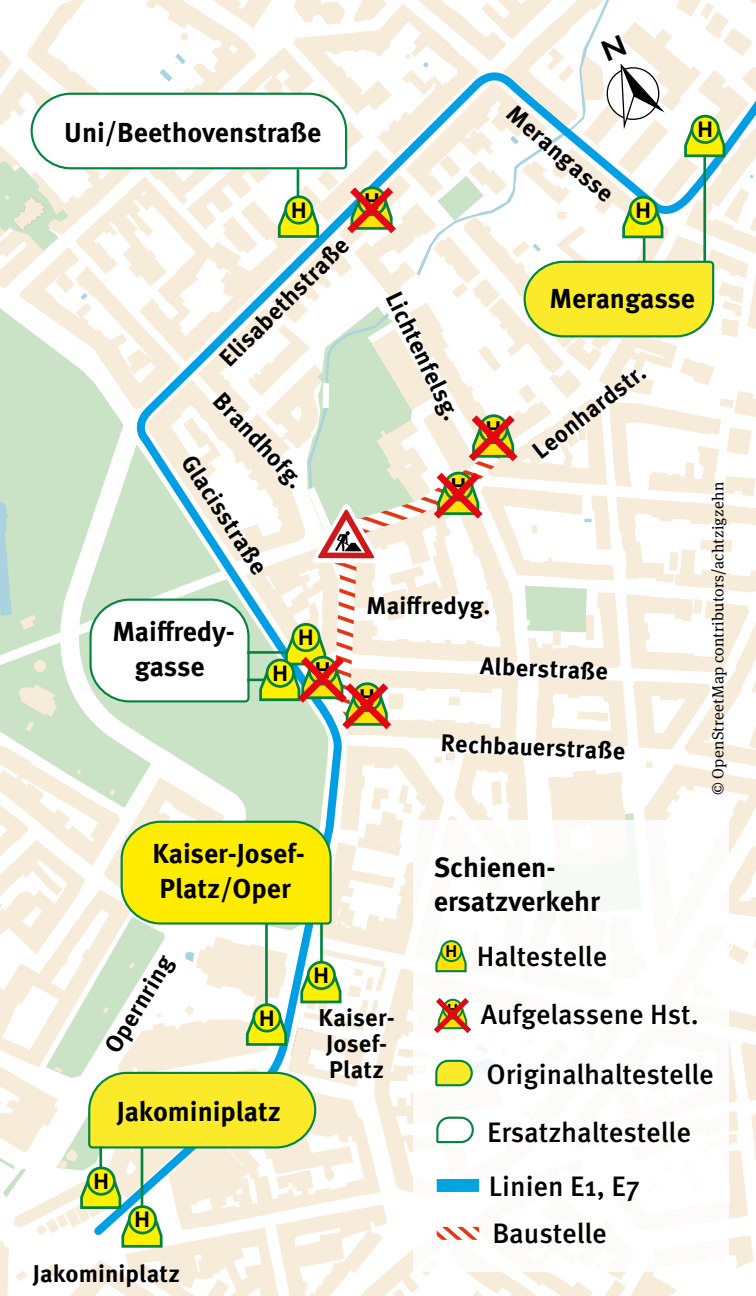 N
Uni/Beethovenstraße
H
H
Merangasse
H
H
Merangasse
Elisabethstraße
Lichtenfelsg.
Brandhofg.
H
Leonhardstr.
H
Glacisstraße
Maiffredyg.
Maiffredy-
gasse
H
H
H
H
Alberstraße
Rechbauerstraße
© OpenStreetMap contributors/achtzigzehn
Kaiser-Josef-
Platz/Oper
H
H
Kaiser-
Josef-
Platz
Opernring
Jakominiplatz
H
H
Jakominiplatz
Schienen-
ersatzverkehr
H
Haltestelle
H
Aufgelassene Hst.
Originalhaltestelle
Ersatzhaltestelle
Linien E1, E7
Baustelle